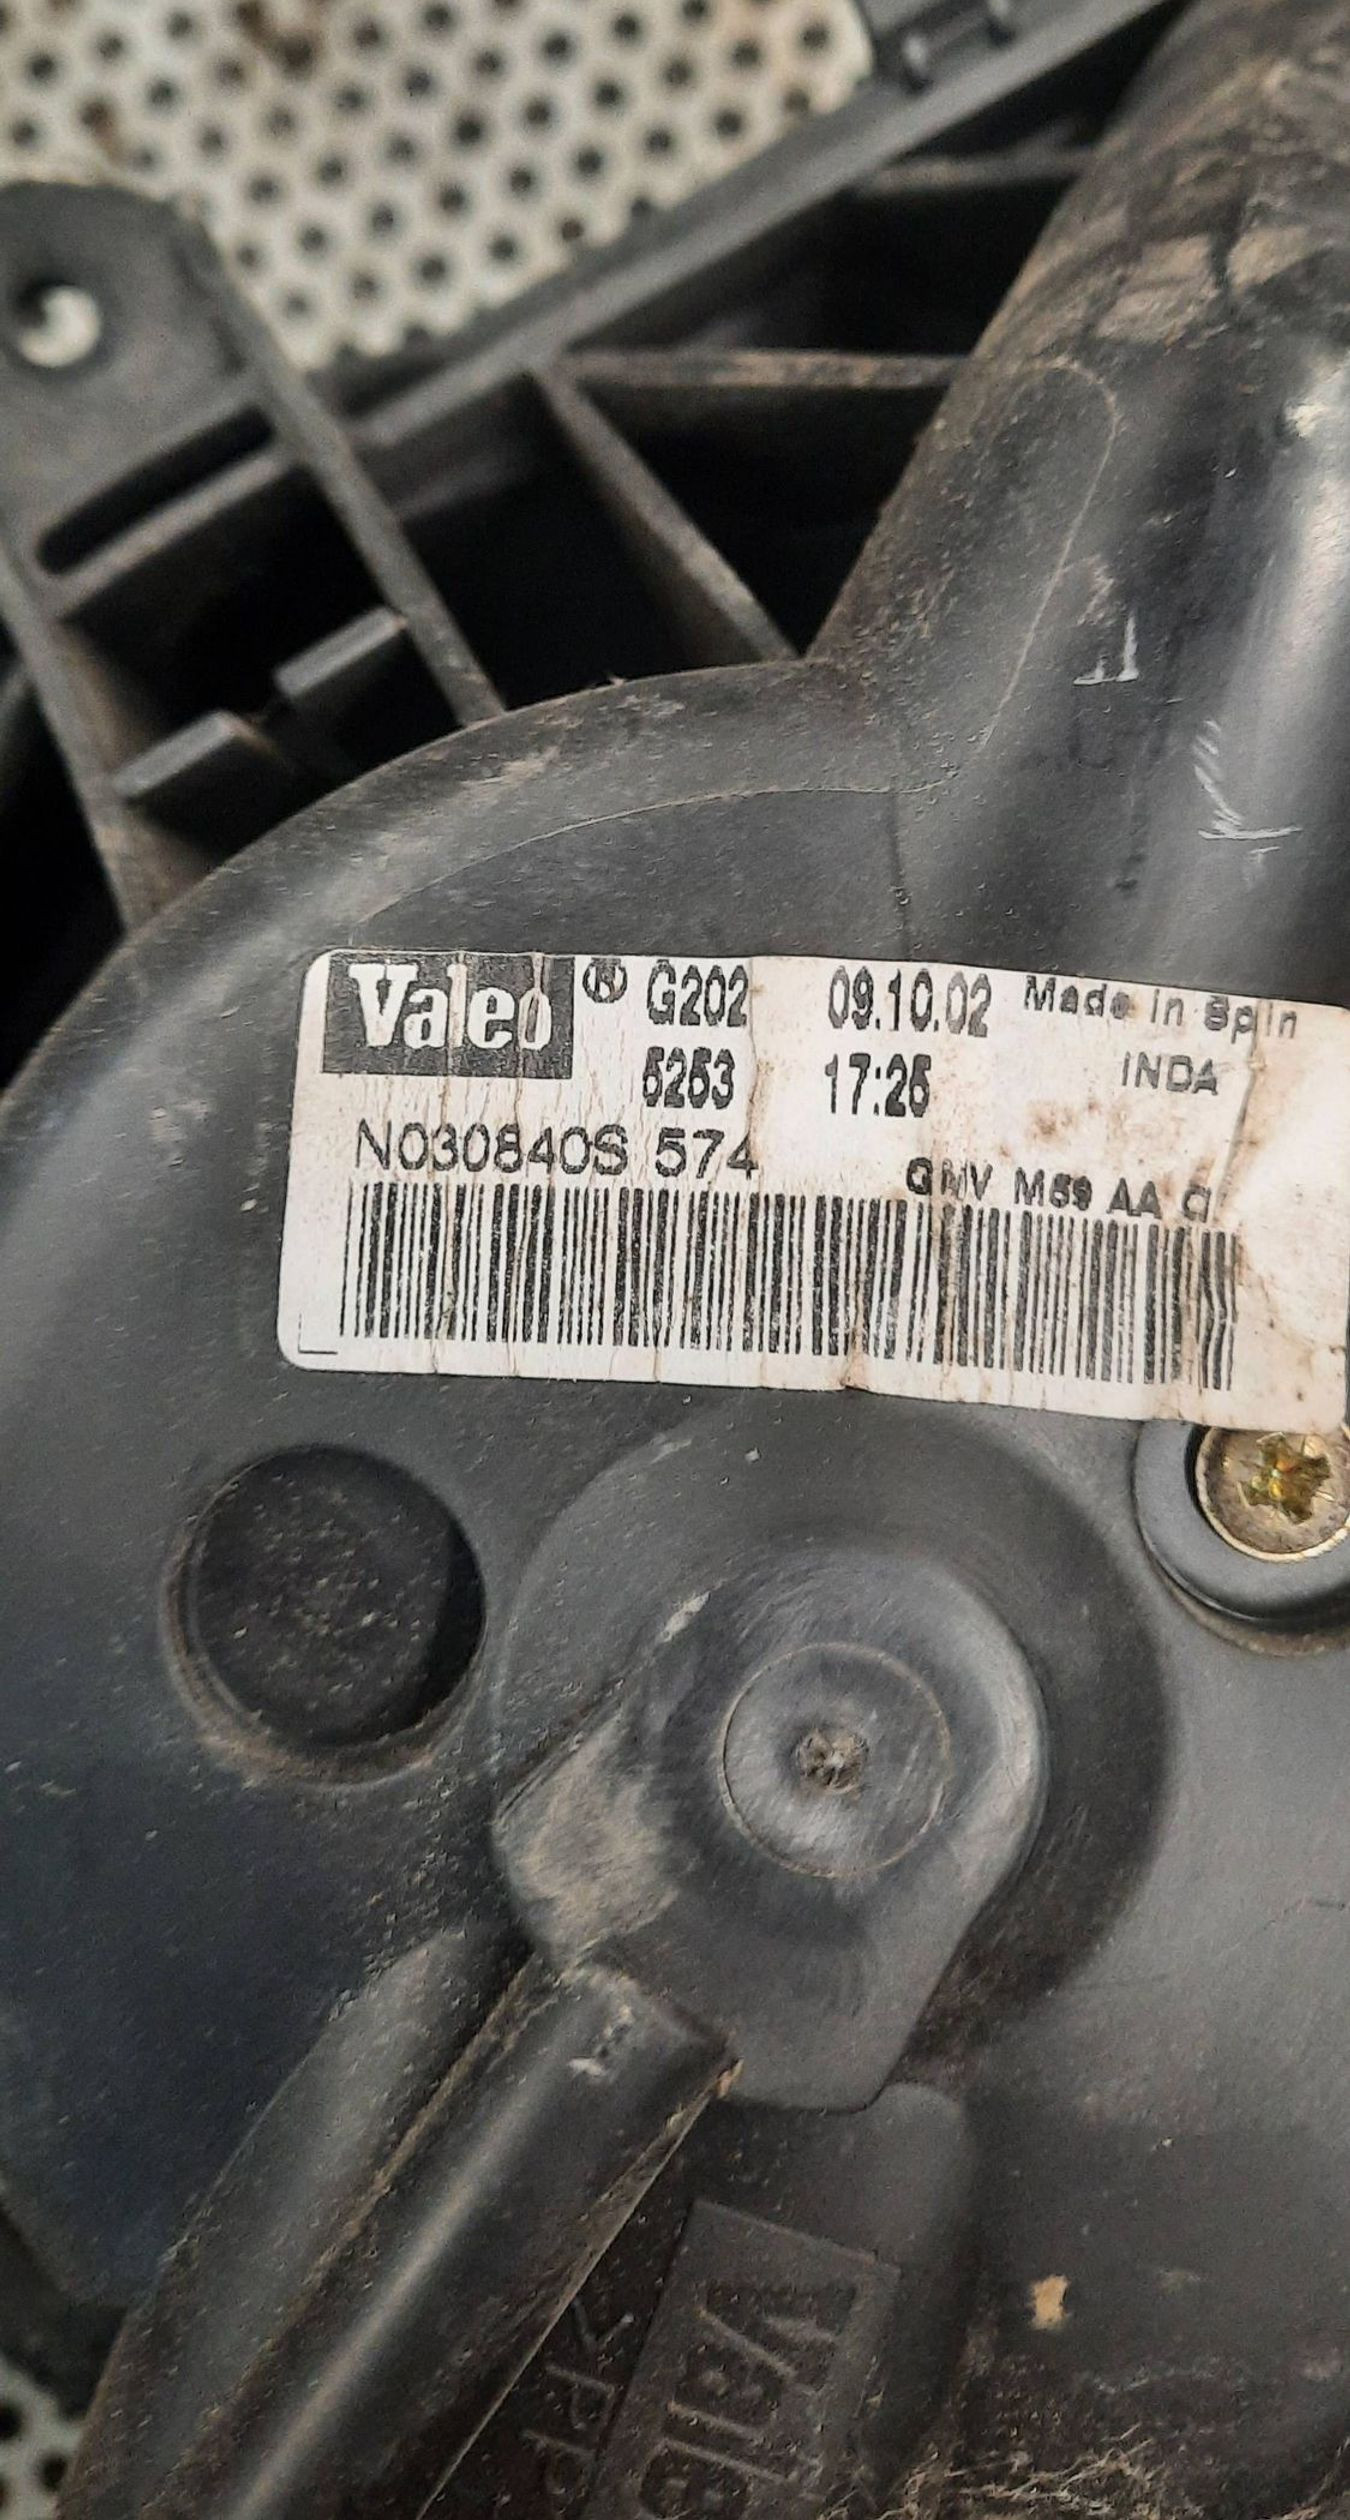 Valeo ® G202 09.10.02 Made in Spin
5253 17:25 INDA
N030840S 574
GMV M59 AA C